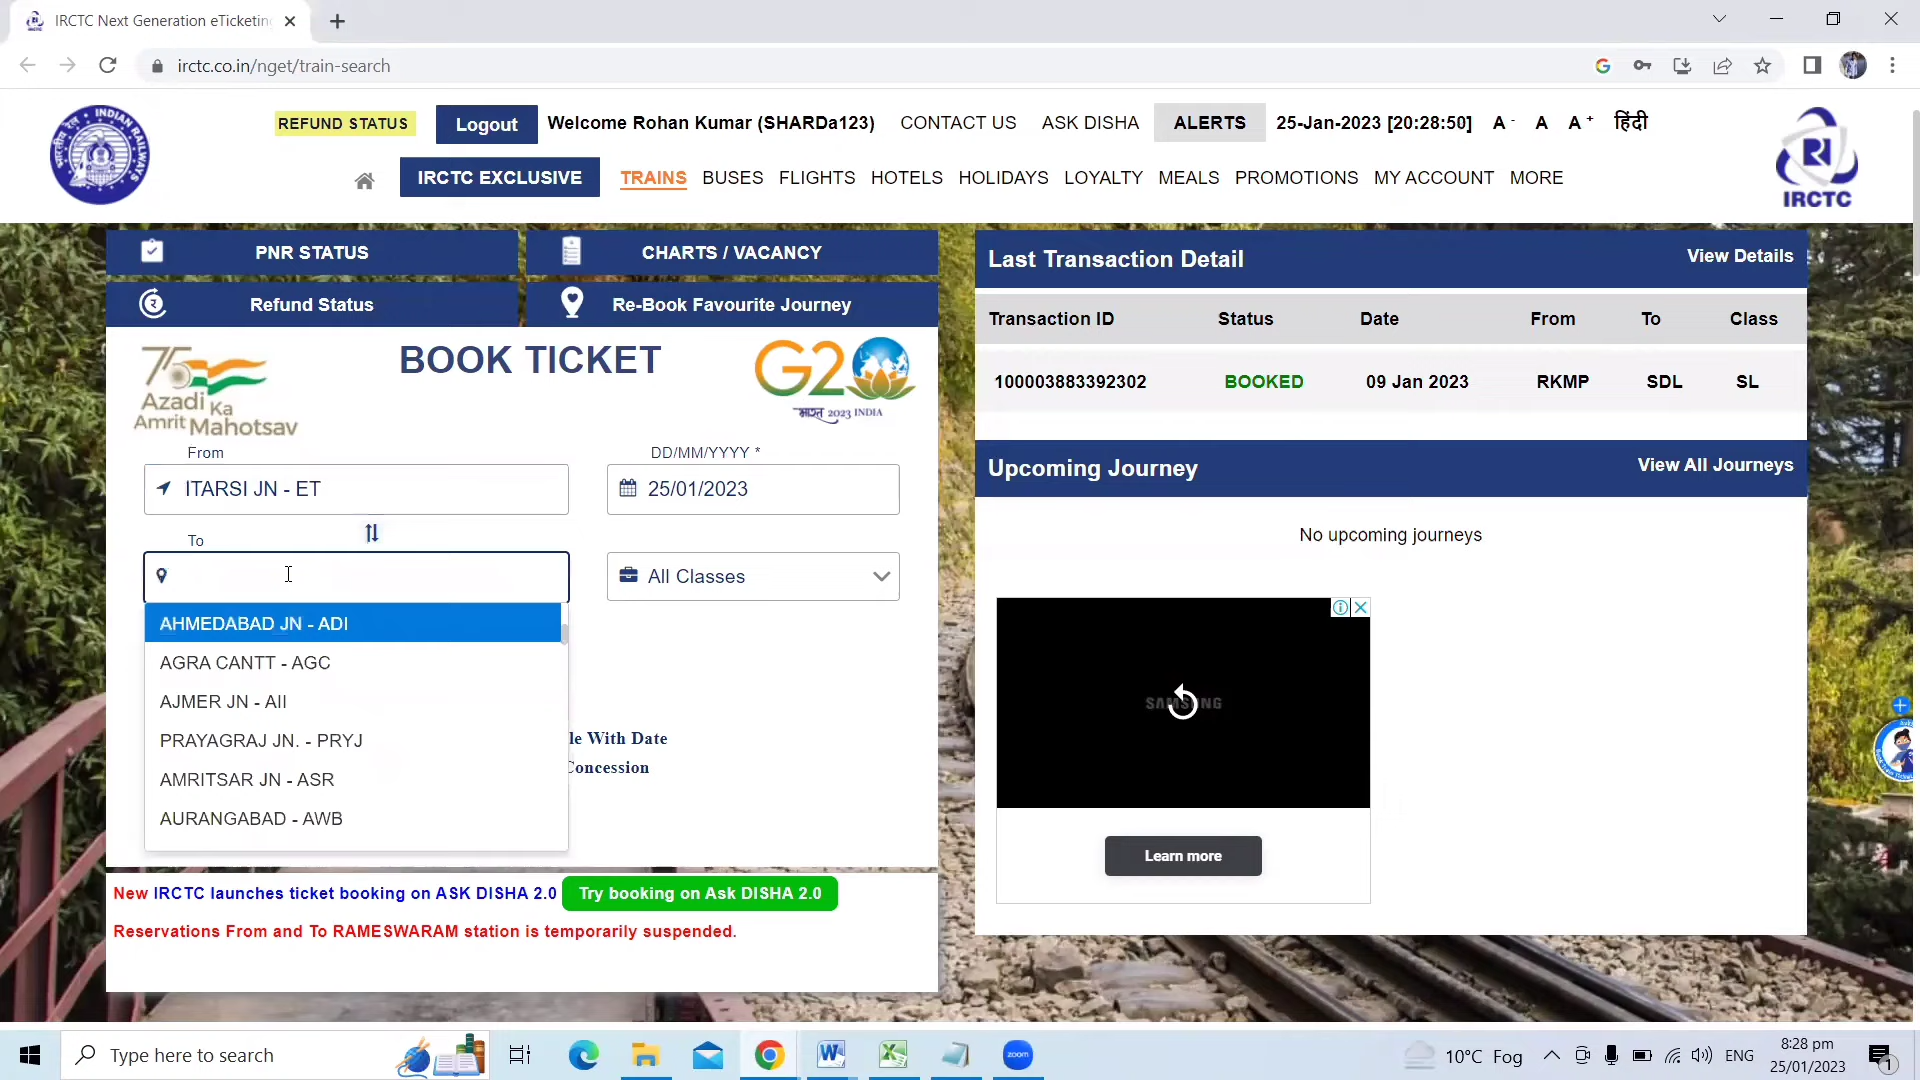 IRCTC Next Generation eTicketing
irctc.co.in/nget/train-search
REFUND STATUS
Logout
Welcome Rohan Kumar (SHARDa123)
CONTACT US
ASK DISHA
ALERTS
25-Jan-2023 [20:28:50]
A- A A+
हिंदी
IRCTC EXCLUSIVE
TRAINS BUSES FLIGHTS HOTELS HOLIDAYS LOYALTY MEALS PROMOTIONS MY ACCOUNT MORE
IRCTC
PNR STATUS
CHARTS / VACANCY
Refund Status
Re-Book Favourite Journey
75
Azadi Ka
Amrit Mahotsav
BOOK TICKET
G20
भारत 2023 INDIA
From
ITARSI JN - ET
DD/MM/YYYY *
25/01/2023
To
All Classes
AHMEDABAD JN - ADI
AGRA CANTT - AGC
AJMER JN - AII
PRAYAGRAJ JN. - PRYJ
AMRITSAR JN - ASR
AURANGABAD - AWB
le With Date
Concession
New IRCTC launches ticket booking on ASK DISHA 2.0
Try booking on Ask DISHA 2.0
Reservations From and To RAMESWARAM station is temporarily suspended.
Last Transaction Detail
View Details
Transaction ID Status Date From To Class
100003883392302 BOOKED 09 Jan 2023 RKMP SDL SL
Upcoming Journey
View All Journeys
No upcoming journeys
SAMSUNG
Learn more
Type here to search
zoom
10°C Fog
ENG
8:28 pm
25/01/2023
1